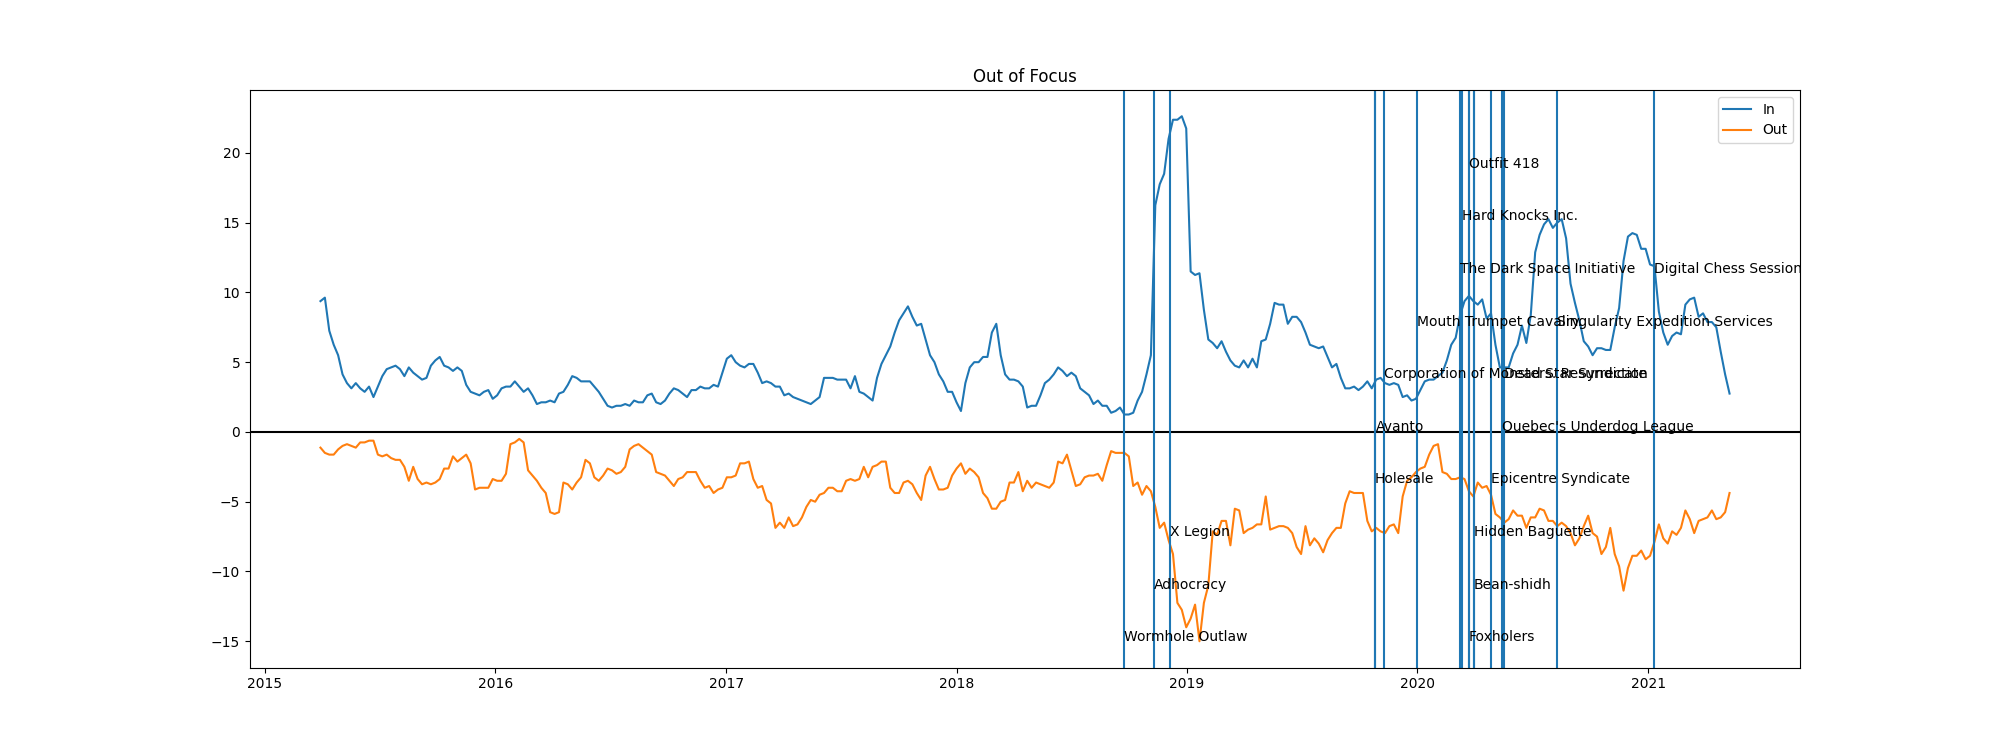 Out of Focus
In
Out
20
15
10
5
0
−5
−10
−15
Outfit 418
Hard Knocks Inc.
The Dark Space Initiative
Digital Chess Session
Mouth Trumpet Cavalry
Singularity Expedition Services
Corporation of Monsters
Dead Star Syndicate
Avanto
Quebec's Underdog League
Holesale
Epicentre Syndicate
X Legion
Hidden Baguette
Adhocracy
Bean-shidh
Wormhole Outlaw
Foxholers
2015
2016
2017
2018
2019
2020
2021